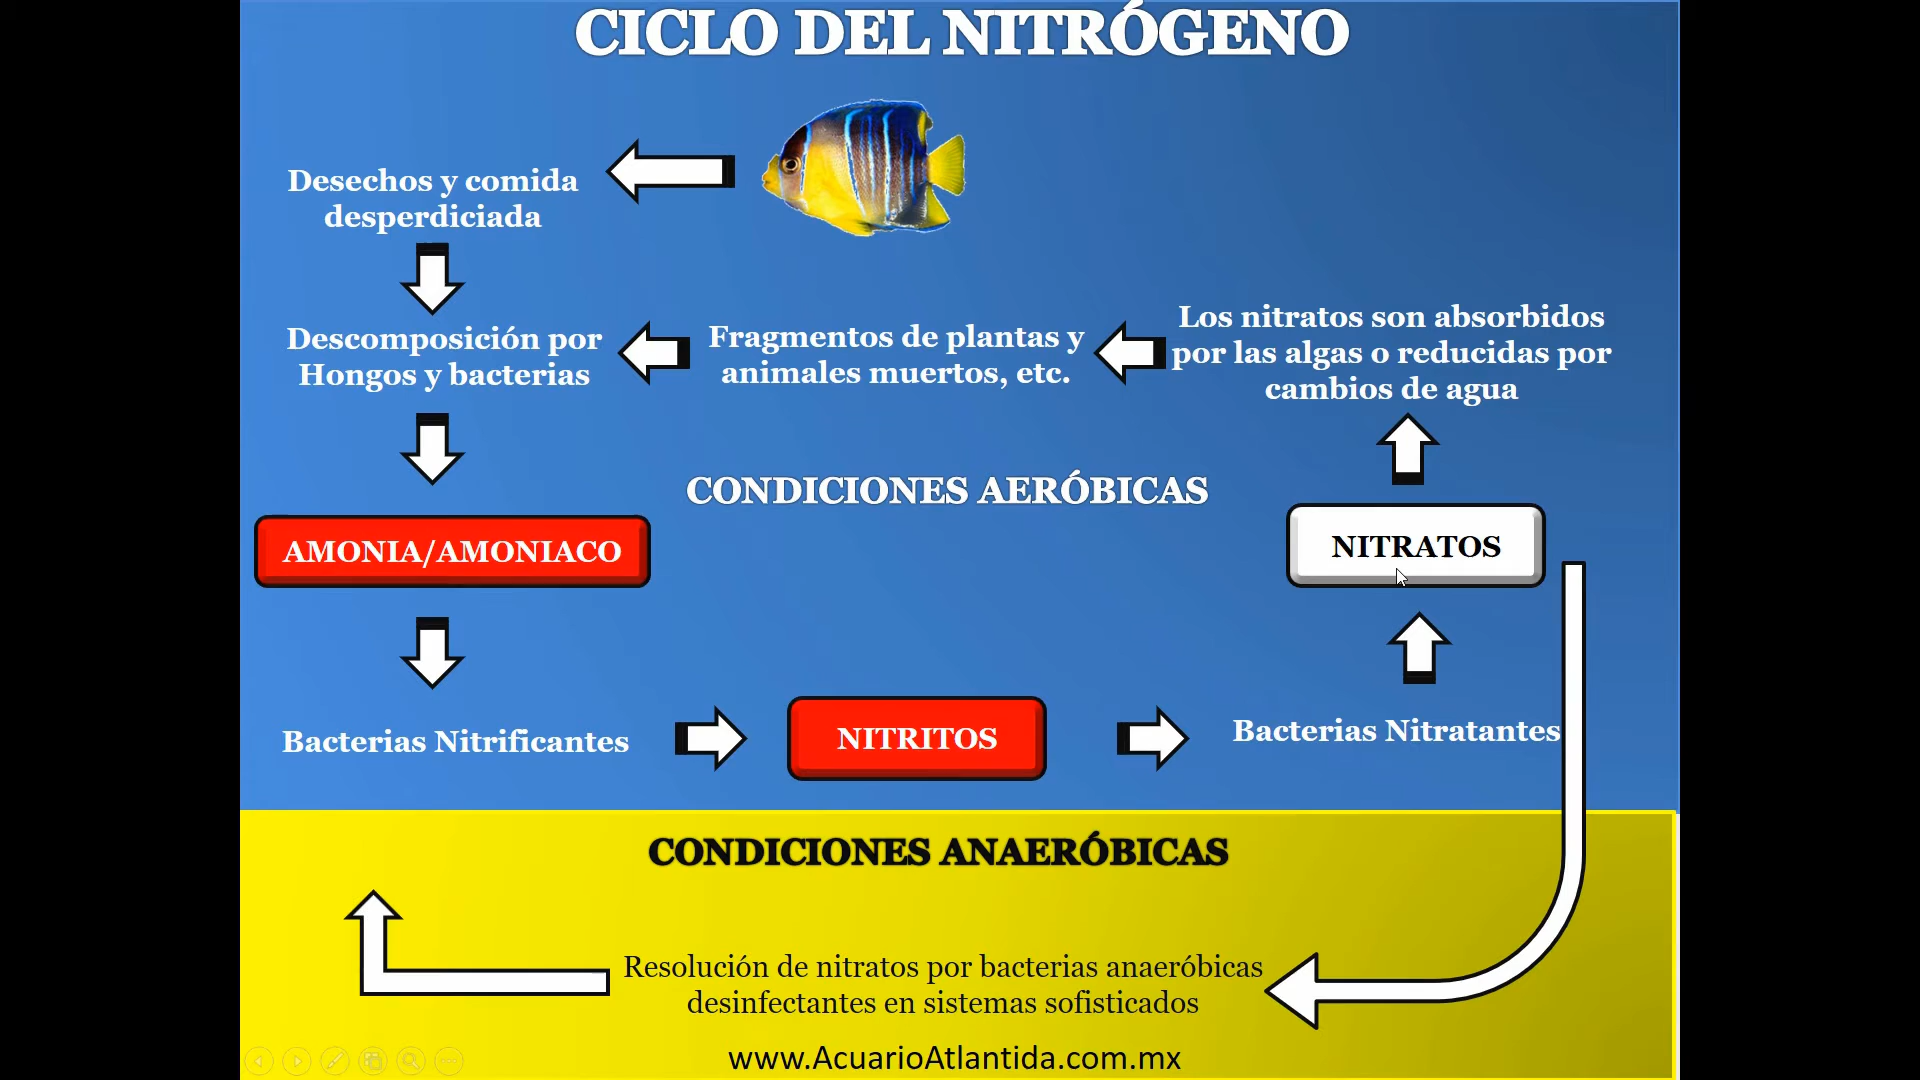 CICLO DEL NITRÓGENO
Desechos y comida
desperdiciada
Descomposición por
Hongos y bacterias
Fragmentos de plantas y
animales muertos, etc.
Los nitratos son absorbidos
por las algas o reducidas por
cambios de agua
CONDICIONES AERÓBICAS
AMONIA/AMONIACO
NITRATOS
Bacterias Nitrificantes
NITRITOS
Bacterias Nitratantes
CONDICIONES ANAERÓBICAS
Resolución de nitratos por bacterias anaeróbicas
desinfectantes en sistemas sofisticados
www.AcuarioAtlantida.com.mx